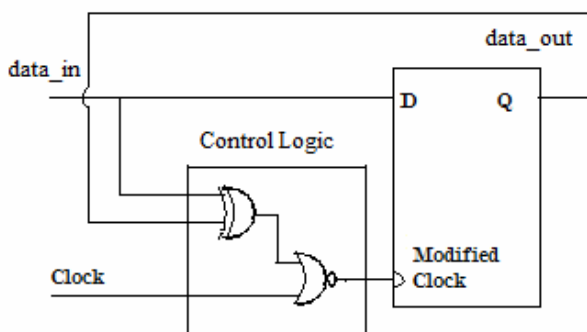 data_out
data_in
D Q
Control Logic
Modified
Clock
Clock